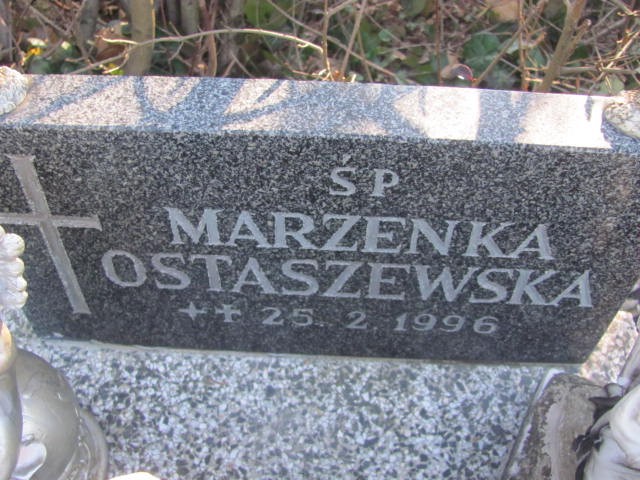 ŚP
MARZENKA
OSTASZEWSKA
++ 25. 2. 1996